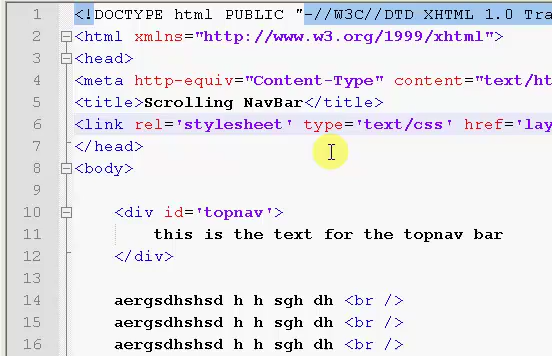 1 <!DOCTYPE html PUBLIC "-//W3C//DTD XHTML 1.0 Tra
2 <html xmlns="http://www.w3.org/1999/xhtml">
3 <head>
4 <meta http-equiv="Content-Type" content="text/ht
5 <title>Scrolling NavBar</title>
6 <link rel='stylesheet' type='text/css' href='lay
7 </head>
8 <body>
9
10 <div id='topnav'>
11 this is the text for the topnav bar
12 </div>
13
14 aergsdhshsd h h sgh dh <br />
15 aergsdhshsd h h sgh dh <br />
16 aergsdhshsd h h sgh dh <br />